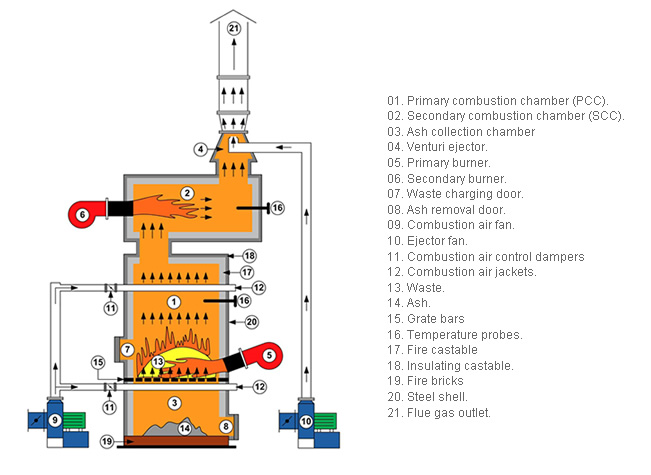 21
4
2
6
16
18
17
12
1
16
11
20
7
13
5
15
12
11
3
9
14
8
10
19
01. Primary combustion chamber (PCC).
02. Secondary combustion chamber (SCC).
03. Ash collection chamber
04. Venturi ejector.
05. Primary burner.
06. Secondary burner.
07. Waste charging door.
08. Ash removal door.
09. Combustion air fan.
10. Ejector fan.
11. Combustion air control dampers
12. Combustion air jackets.
13. Waste.
14. Ash.
15. Grate bars
16. Temperature probes.
17. Fire castable
18. Insulating castable.
19. Fire bricks
20. Steel shell.
21. Flue gas outlet.